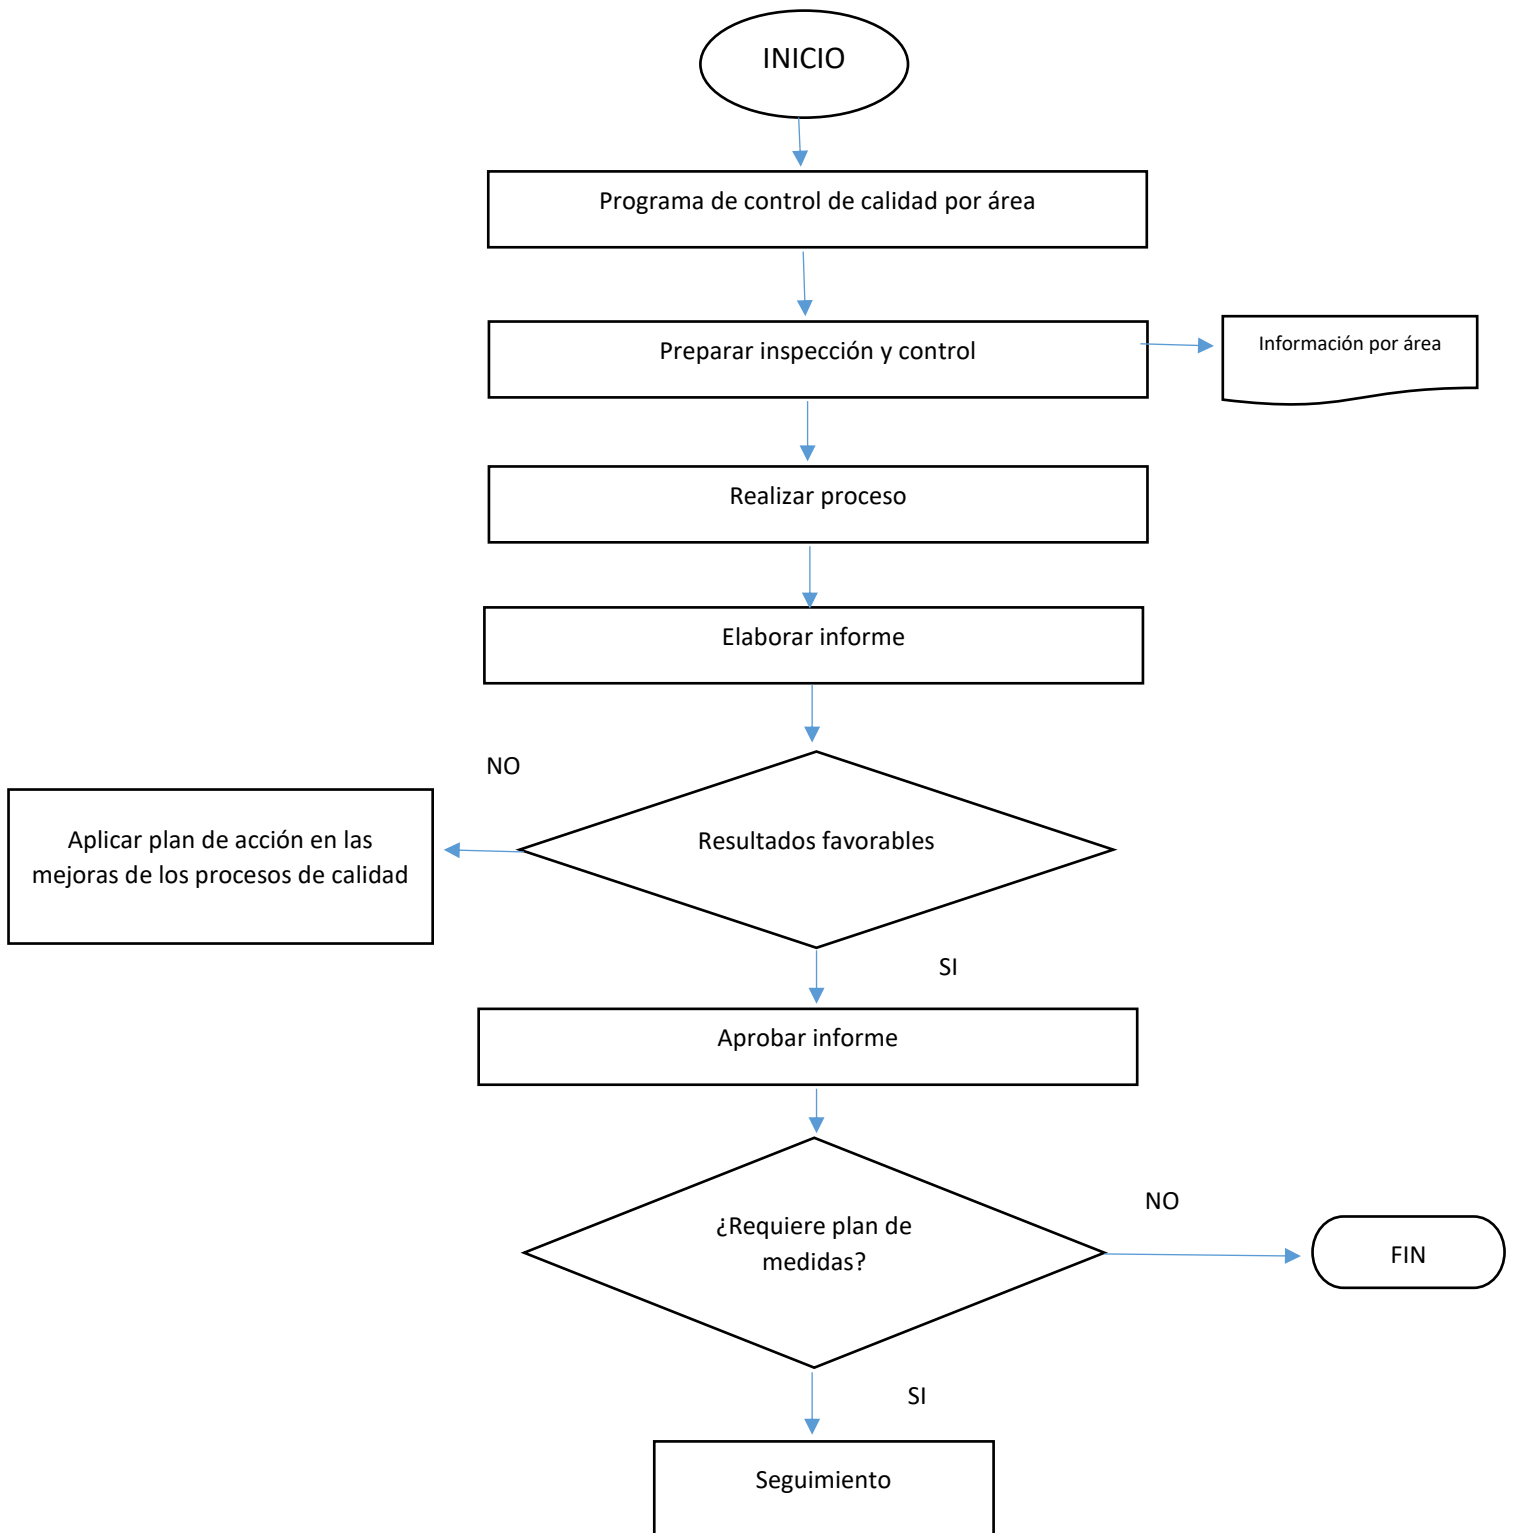 INICIO
Programa de control de calidad por área
Preparar inspección y control
Información por área
Realizar proceso
Elaborar informe
NO
Resultados favorables
Aplicar plan de acción en las
mejoras de los procesos de calidad
SI
Aprobar informe
NO
¿Requiere plan de
medidas?
FIN
SI
Seguimiento